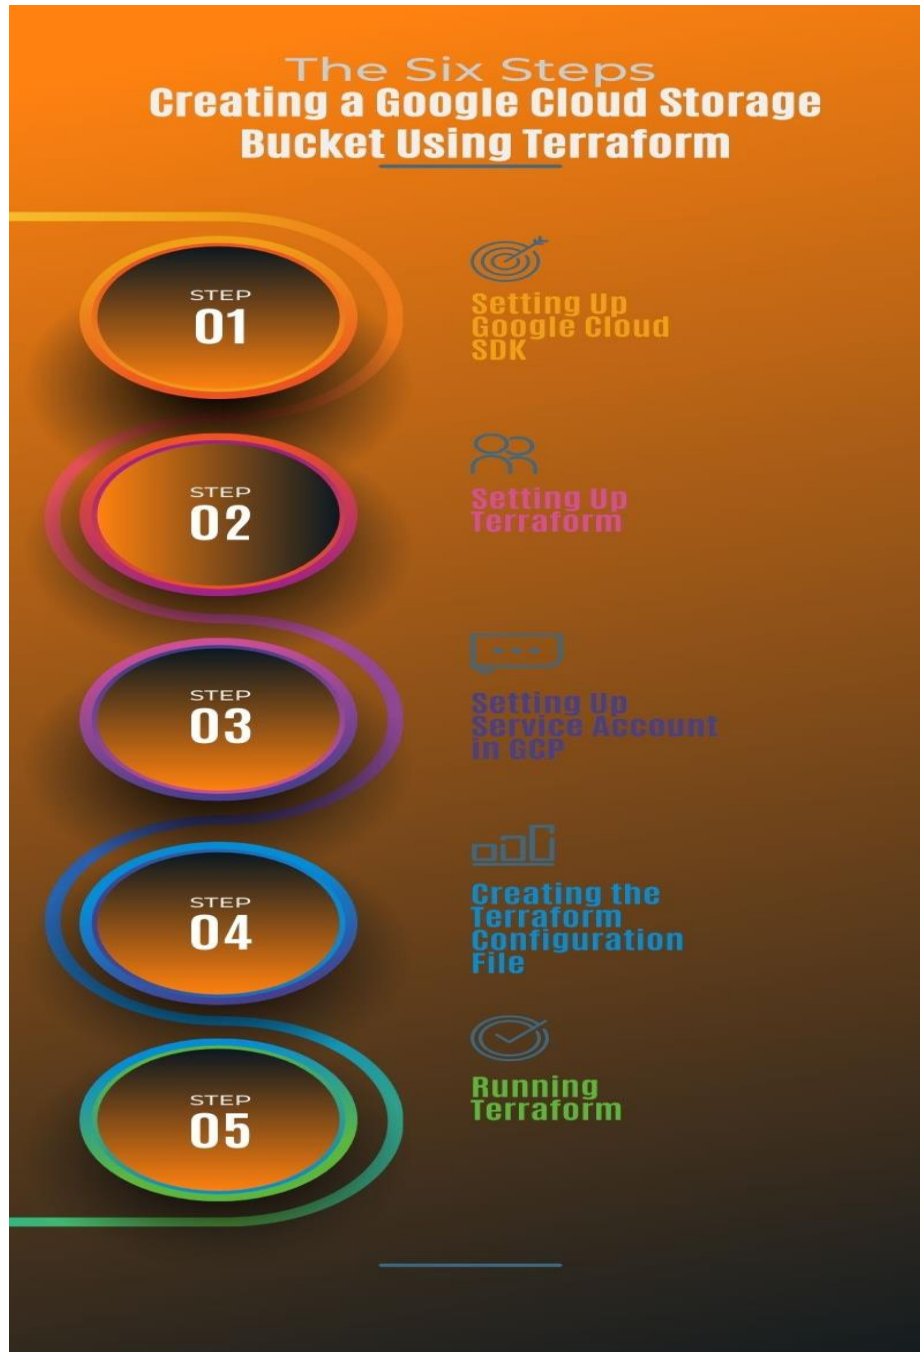 The Six Steps
Creating a Google Cloud Storage
Bucket Using Terraform
STEP
01
Setting Up
Google Cloud
SDK
STEP
02
Setting Up
Terraform
STEP
03
Setting Up
Service Account
in GCP
STEP
04
Creating the
Terraform
Configuration
File
STEP
05
Running
Terraform